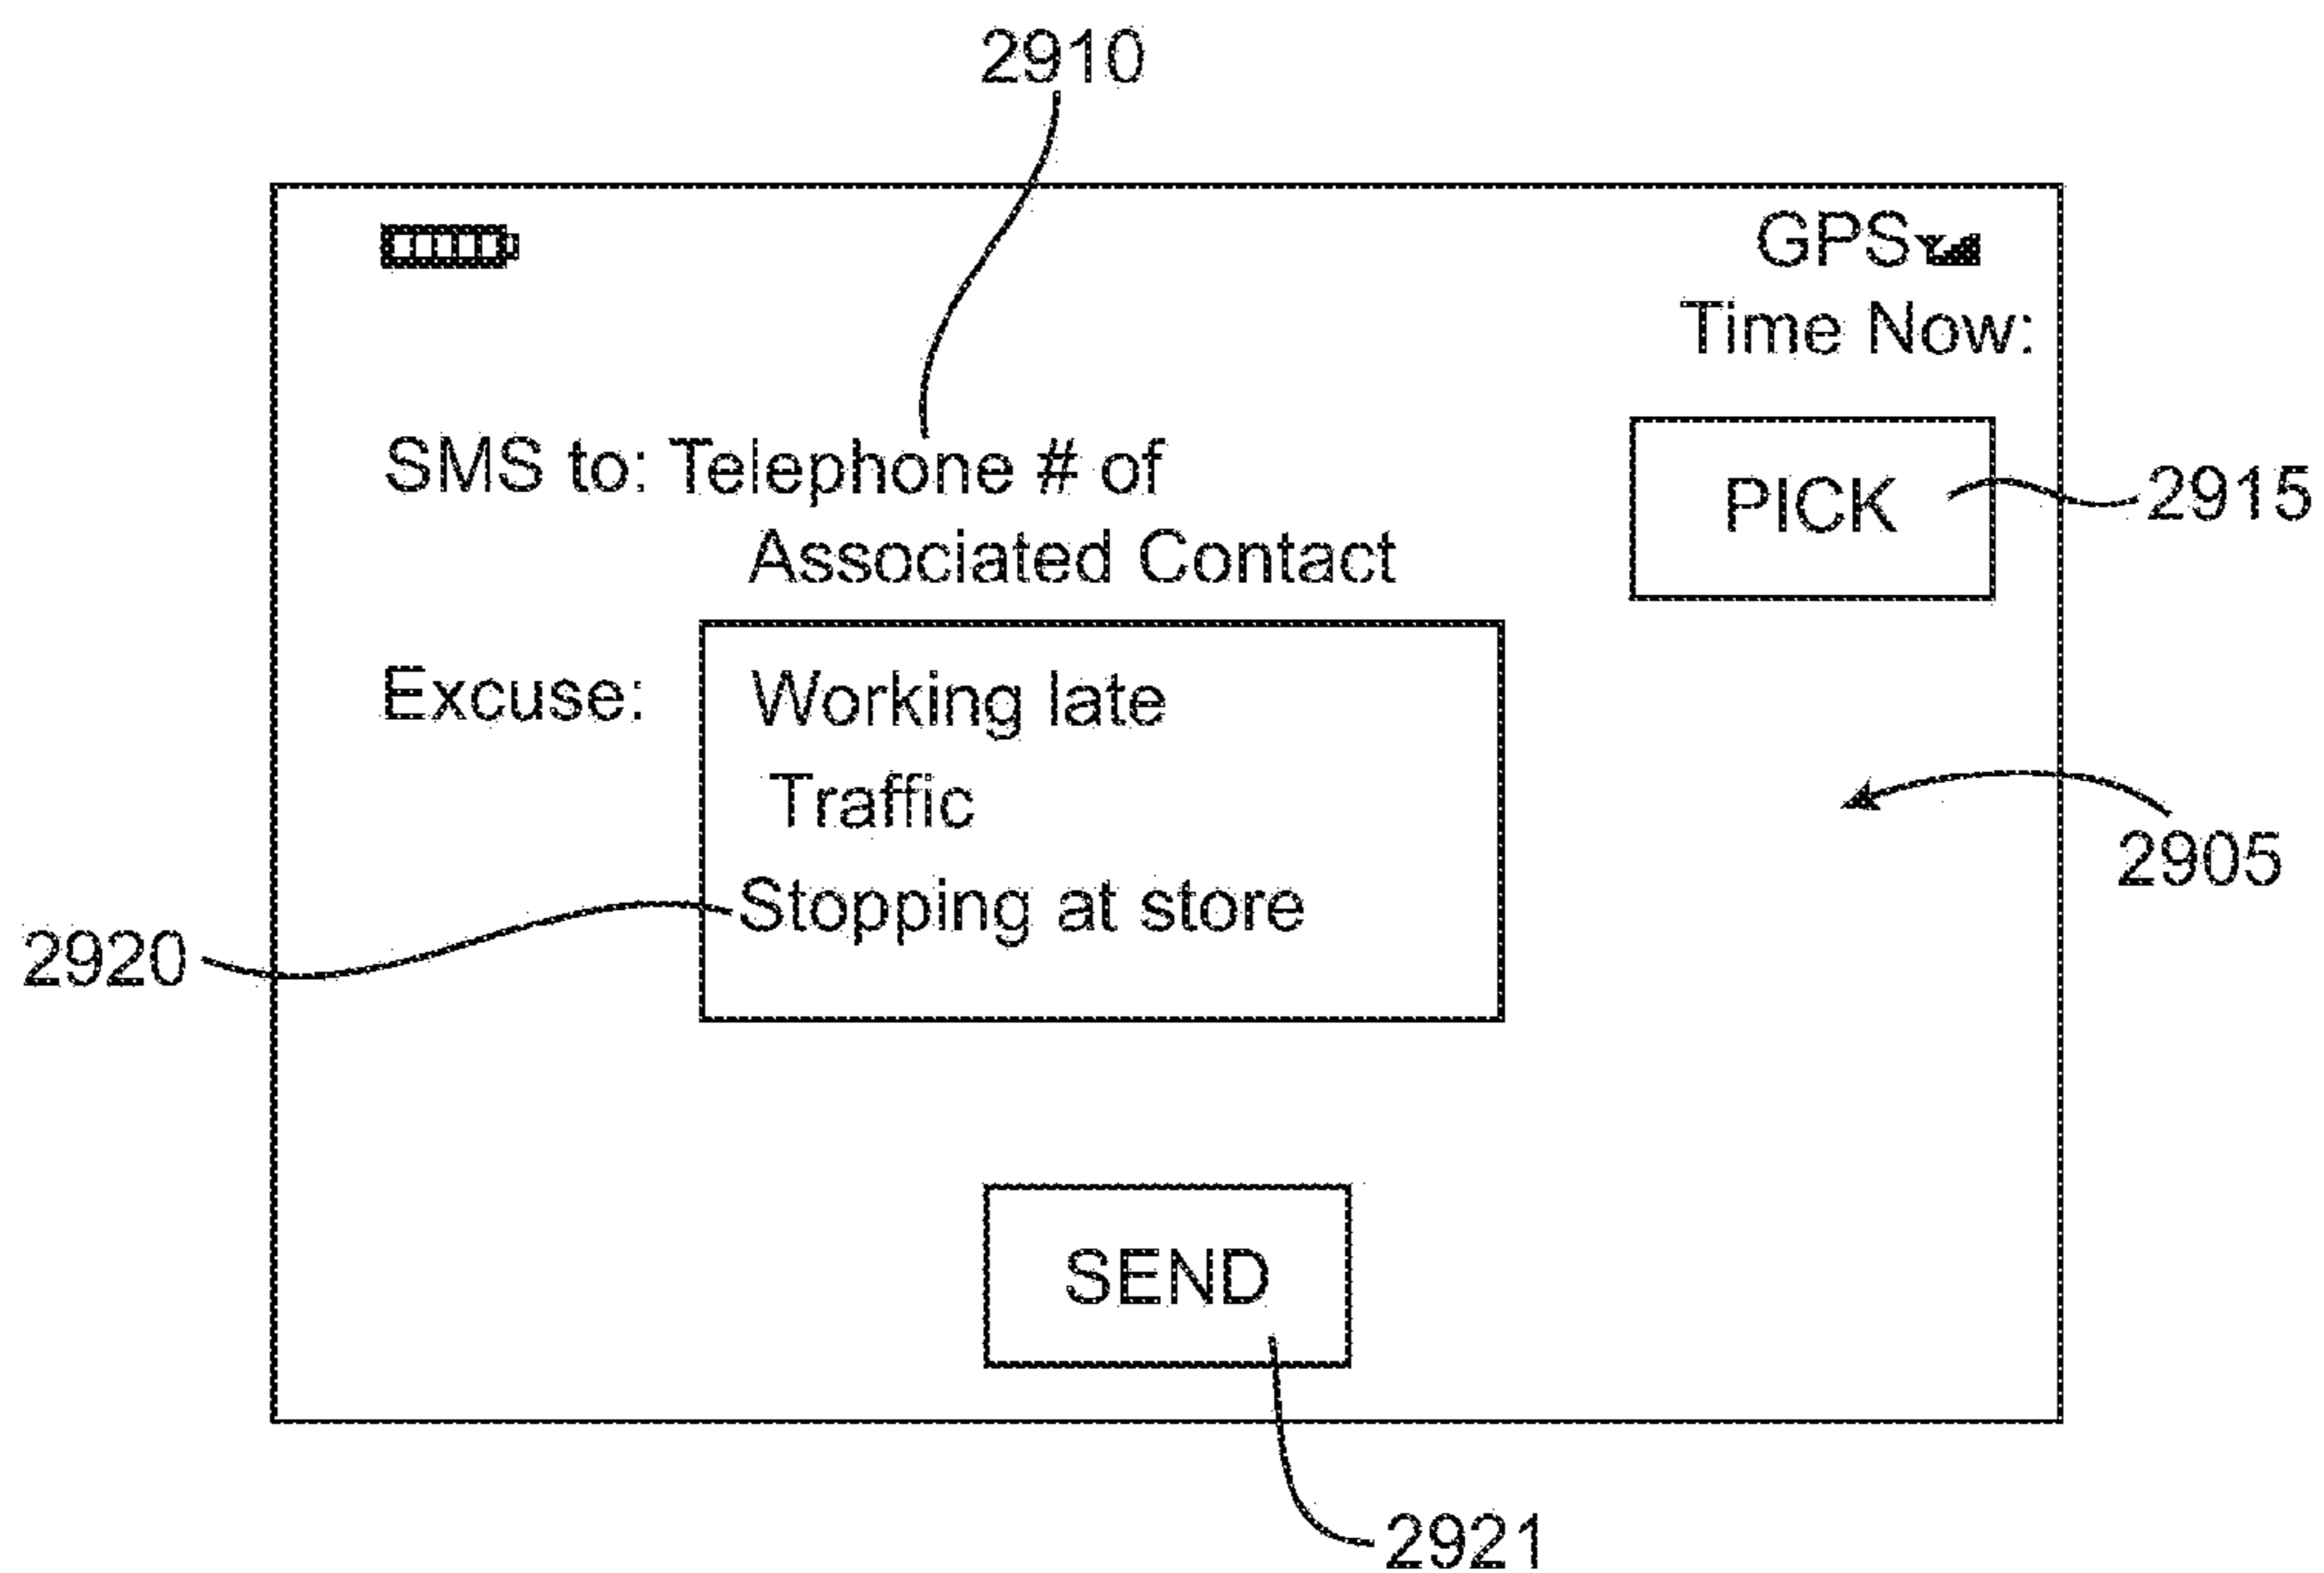 2910
GPS
Time Now:
SMS to: Telephone # of
Associated Contact
PICK
2915
Excuse:
Working late
Traffic
Stopping at store
2905
2920
SEND
2921